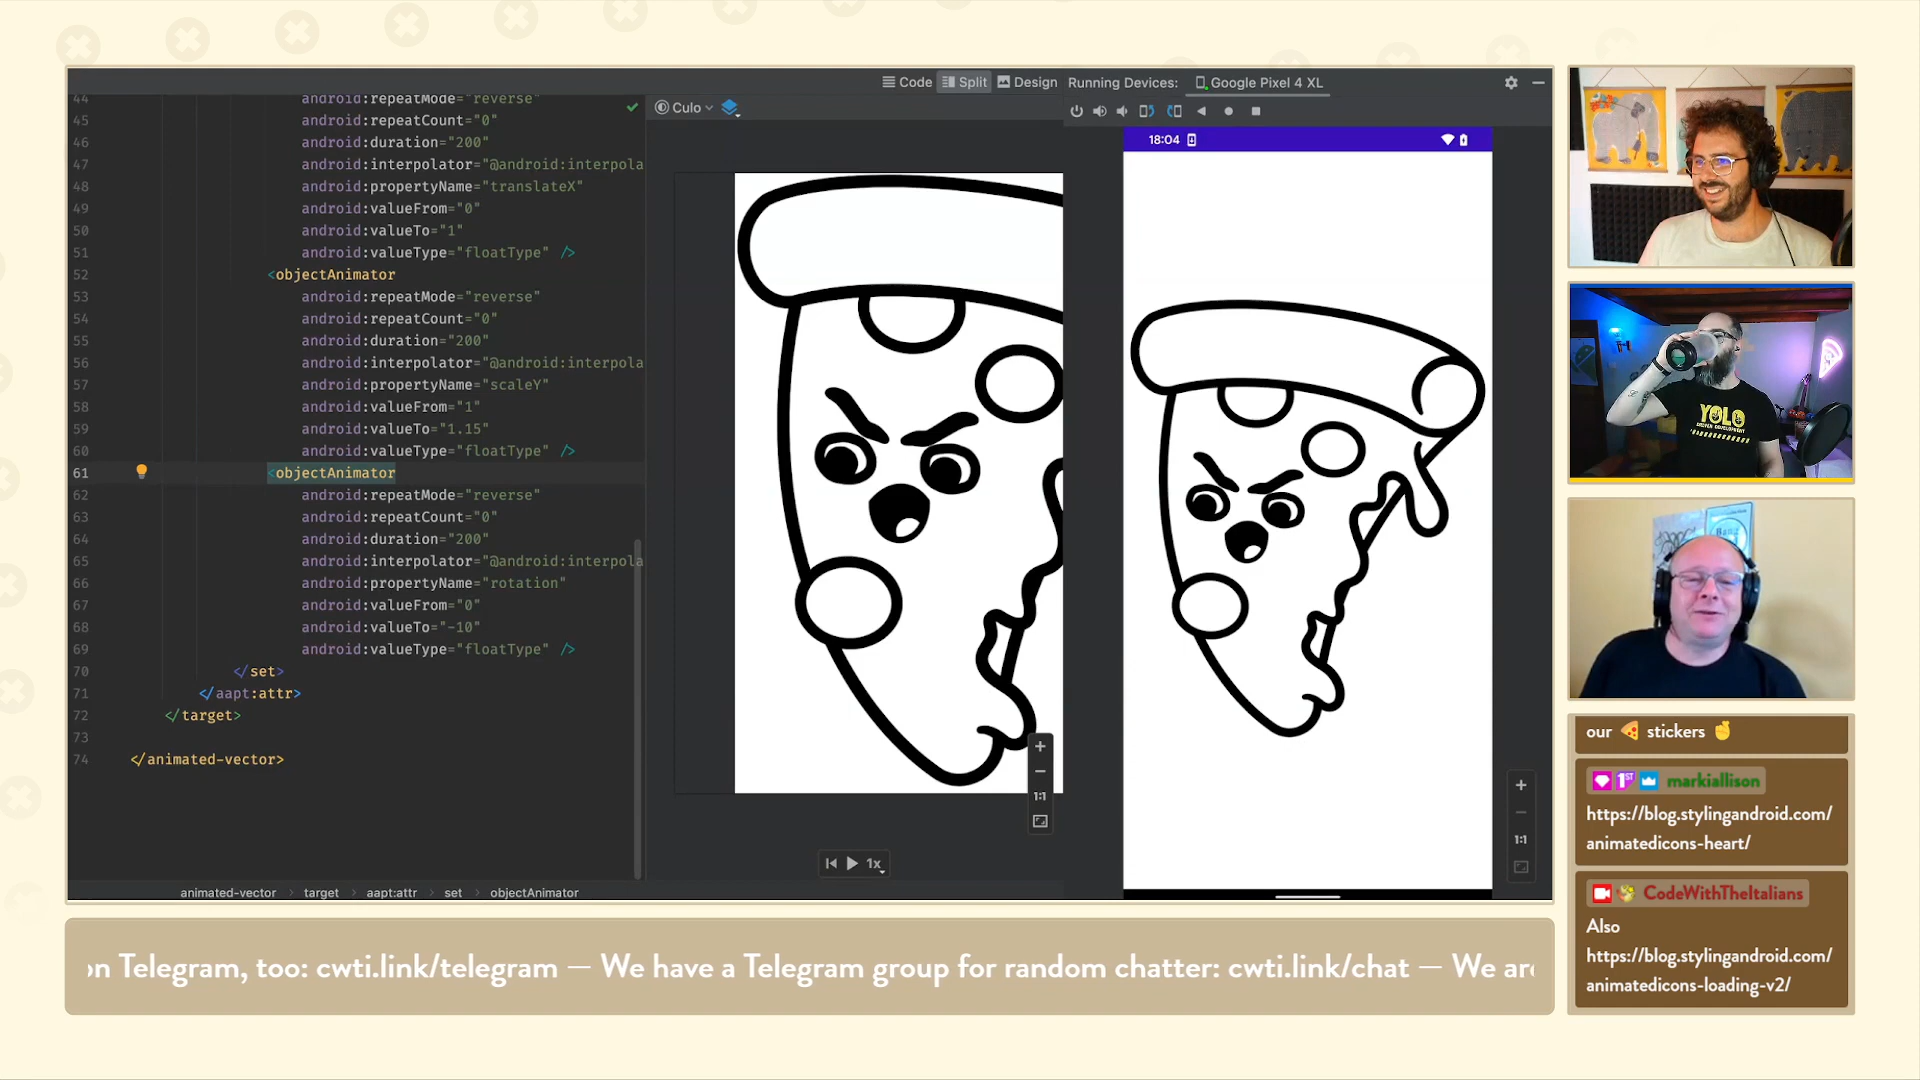 Code Split Design Running Devices: Google Pixel 4 XL
Culo
44 android:repeatMode="reverse"
45 android:repeatCount="0"
46 android:duration="200"
47 android:interpolator="@android:interpola
48 android:propertyName="translateX"
49 android:valueFrom="0"
50 android:valueTo="1"
51 android:valueType="floatType" />
52 <objectAnimator
53 android:repeatMode="reverse"
54 android:repeatCount="0"
55 android:duration="200"
56 android:interpolator="@android:interpola
57 android:propertyName="scaleY"
58 android:valueFrom="1"
59 android:valueTo="1.15"
60 android:valueType="floatType" />
61 <objectAnimator
62 android:repeatMode="reverse"
63 android:repeatCount="0"
64 android:duration="200"
65 android:interpolator="@android:interpola
66 android:propertyName="rotation"
67 android:valueFrom="0"
68 android:valueTo="-10"
69 android:valueType="floatType" />
70 </set>
71 </aapt:attr>
72 </target>
73
74 </animated-vector>
animated-vector › target › aapt:attr › set › objectAnimator
1:1
1x
18:04
1:1
YOLO
our 🍕 stickers ✌
1ST markiallison
https://blog.stylingandroid.com/
animatedicons-heart/
CodeWithTheItalians
Also
https://blog.stylingandroid.com/
animatedicons-loading-v2/
on Telegram, too: cwti.link/telegram — We have a Telegram group for random chatter: cwti.link/chat — We are